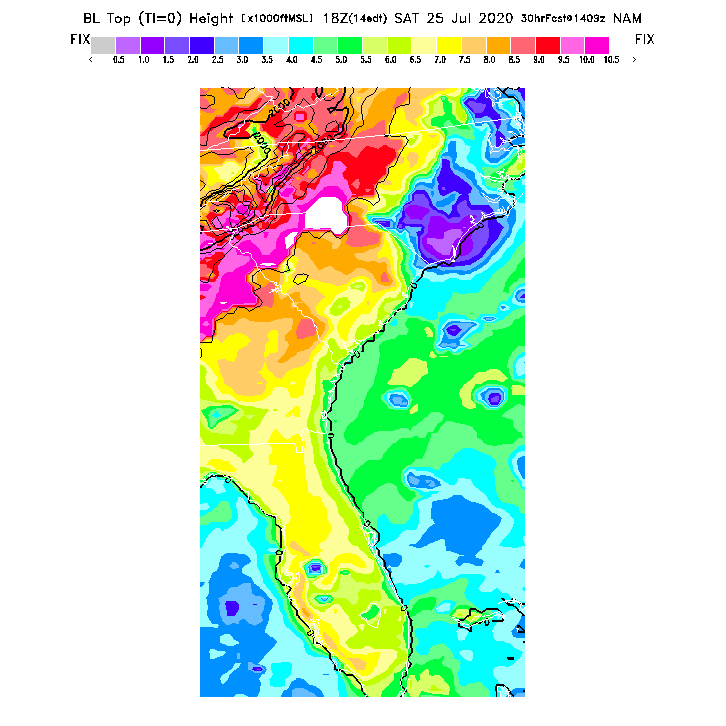 BL Top (TI=0) Height [x1000ftMSL] 18Z(14edt) SAT 25 Jul 2020 30hrFcst@1409z NAM
FIX FIX
< 0.5 1.0 1.5 2.0 2.5 3.0 3.5 4.0 4.5 5.0 5.5 6.0 6.5 7.0 7.5 8.0 8.5 9.0 9.5 10.0 10.5 >
2000
2000